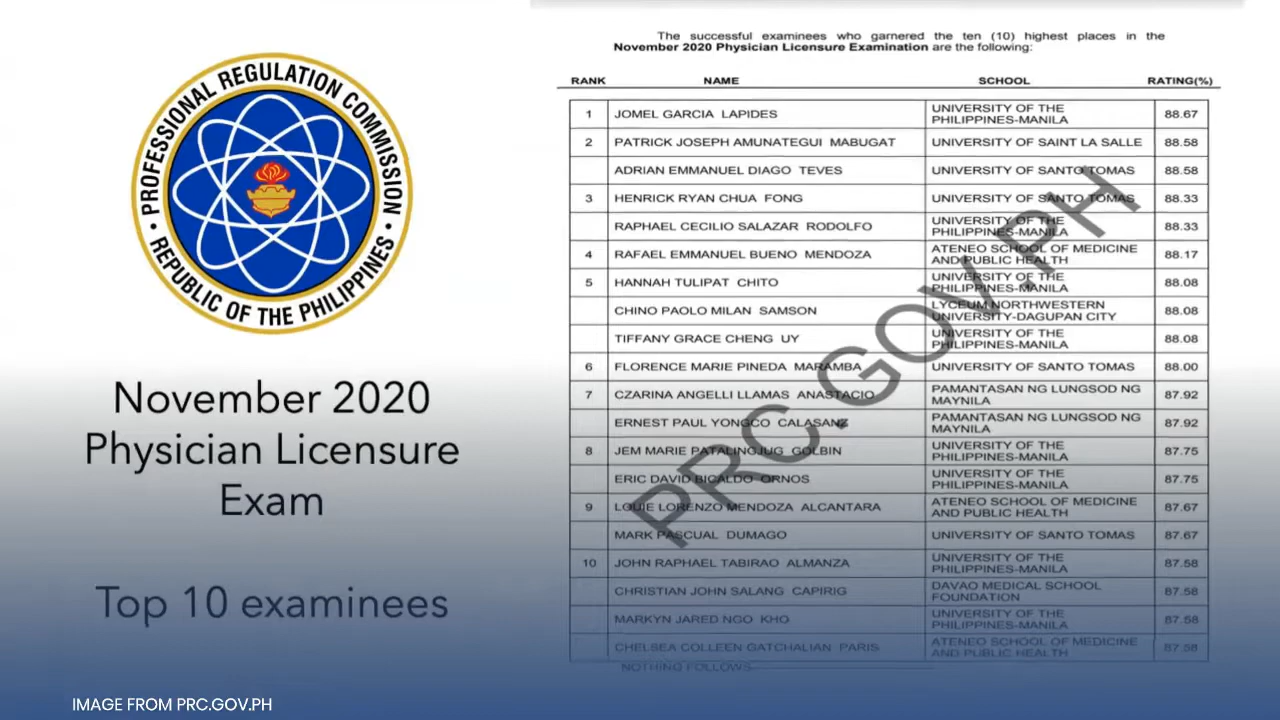 PROFESSIONAL REGULATION COMMISSION
• REPUBLIC OF THE PHILIPPINES •
November 2020
Physician Licensure
Exam
Top 10 examinees
IMAGE FROM PRC.GOV.PH
The successful examinees who garnered the ten (10) highest places in the
November 2020 Physician Licensure Examination are the following:
RANK NAME SCHOOL RATING(%)
1 JOMEL GARCIA LAPIDES UNIVERSITY OF THE PHILIPPINES-MANILA 88.67
2 PATRICK JOSEPH AMUNATEGUI MABUGAT UNIVERSITY OF SAINT LA SALLE 88.58
ADRIAN EMMANUEL DIAGO TEVES UNIVERSITY OF SANTO TOMAS 88.58
3 HENRICK RYAN CHUA FONG UNIVERSITY OF SANTO TOMAS 88.33
RAPHAEL CECILIO SALAZAR RODOLFO UNIVERSITY OF THE PHILIPPINES-MANILA 88.33
4 RAFAEL EMMANUEL BUENO MENDOZA ATENEO SCHOOL OF MEDICINE AND PUBLIC HEALTH 88.17
5 HANNAH TULIPAT CHITO UNIVERSITY OF THE PHILIPPINES-MANILA 88.08
CHINO PAOLO MILAN SAMSON LYCEUM NORTHWESTERN UNIVERSITY-DAGUPAN CITY 88.08
TIFFANY GRACE CHENG UY UNIVERSITY OF THE PHILIPPINES-MANILA 88.08
6 FLORENCE MARIE PINEDA MARAMBA UNIVERSITY OF SANTO TOMAS 88.00
7 CZARINA ANGELLI LLAMAS ANASTACIO PAMANTASAN NG LUNGSOD NG MAYNILA 87.92
ERNEST PAUL YONGCO CALASANZ PAMANTASAN NG LUNGSOD NG MAYNILA 87.92
8 JEM MARIE PATALINOJUG GOLBIN UNIVERSITY OF THE PHILIPPINES-MANILA 87.75
ERIC DAVID BICALDO ORNOS UNIVERSITY OF THE PHILIPPINES-MANILA 87.75
9 LOUIE LORENZO MENDOZA ALCANTARA ATENEO SCHOOL OF MEDICINE AND PUBLIC HEALTH 87.67
MARK PASCUAL DUMAGO UNIVERSITY OF SANTO TOMAS 87.67
10 JOHN RAPHAEL TABIRAO ALMANZA UNIVERSITY OF THE PHILIPPINES-MANILA 87.58
CHRISTIAN JOHN SALANG CAPIRIG DAVAO MEDICAL SCHOOL FOUNDATION 87.58
MARKYN JARED NGO KHO UNIVERSITY OF THE PHILIPPINES-MANILA 87.58
CHELSEA COLLEEN GATCHALIAN PARIS ATENEO SCHOOL OF MEDICINE AND PUBLIC HEALTH 87.58
NOTHING FOLLOWS
PRC.GOV.PH